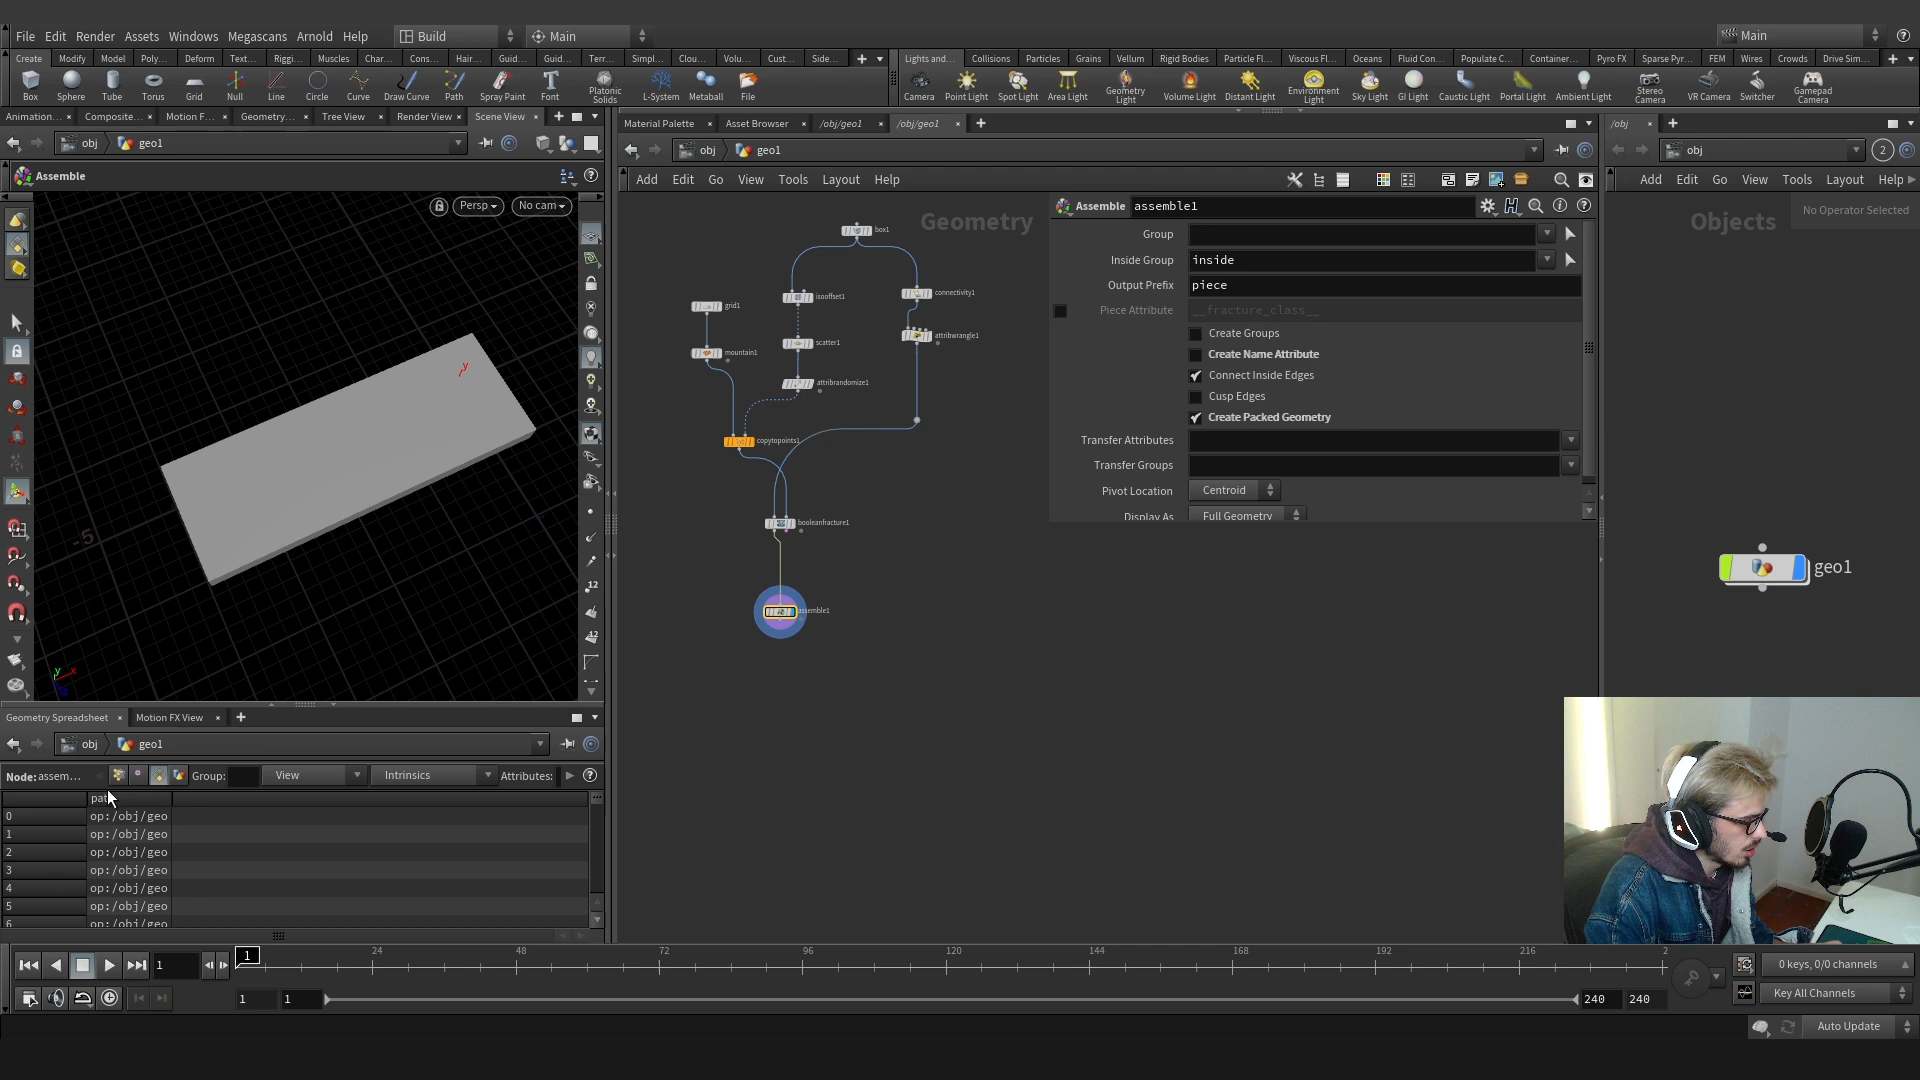 File Edit Render Assets Windows Megascans Arnold Help Build Main Main
Create Modify Model Poly... Deform Text... Riggi... Muscles Char... Cons... Hair... Guid... Guid... Terr... Simpl... Clou... Volu... Cust... Side...
Lights and... Collisions Particles Grains Vellum Rigid Bodies Particle Fl... Viscous Fl... Oceans Fluid Con... Populate C... Container... Pyro FX Sparse Pyr... FEM Wires Crowds Drive Sim...
Box Sphere Tube Torus Grid Null Line Circle Curve Draw Curve Path Spray Paint Font Platonic Solids L-System Metaball File
Camera Point Light Spot Light Area Light Geometry Light Volume Light Distant Light Environment Light Sky Light GI Light Caustic Light Portal Light Ambient Light Stereo Camera VR Camera Switcher Gamepad Camera
Animation... Composite... Motion F... Geometry... Tree View Render View Scene View
Material Palette Asset Browser /obj/geo1 /obj/geo1
/obj
obj geo1
obj geo1
obj 2
Assemble
Add Edit Go View Tools Layout Help
Add Edit Go View Tools Layout Help
Persp No cam
Geometry
Assemble assemble1
Objects No Operator Selected
Group
Inside Group inside
Output Prefix piece
Piece Attribute __fracture_class__
Create Groups
Create Name Attribute
Connect Inside Edges
Cusp Edges
Create Packed Geometry
Transfer Attributes
Transfer Groups
Pivot Location Centroid
Display As Full Geometry
box1
isooffset1
connectivity1
grid1
attribwrangle1
scatter1
mountain1
attribrandomize1
copytopoints1
booleanfracture1
assemble1
geo1
y
-5
y x
12
12
Geometry Spreadsheet Motion FX View
obj geo1
Node: assem... Group: View Intrinsics Attributes:
pat
0 op:/obj/geo
1 op:/obj/geo
2 op:/obj/geo
3 op:/obj/geo
4 op:/obj/geo
5 op:/obj/geo
6 op:/obj/geo
1 1 24 48 72 96 120 144 168 192 216 2
0 keys, 0/0 channels
1 1 240 240 Key All Channels
Auto Update